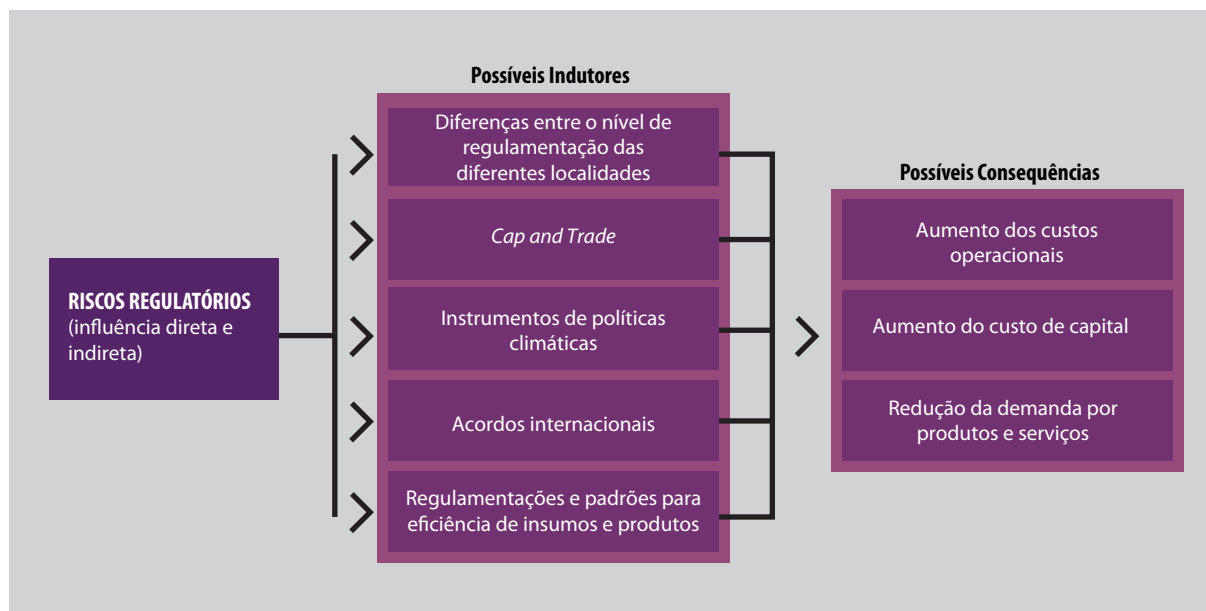 RISCOS REGULATÓRIOS
(influência direta e
indireta)
Possíveis Indutores
Diferenças entre o nível de
regulamentação das
diferentes localidades
Cap and Trade
Instrumentos de políticas
climáticas
Acordos internacionais
Regulamentações e padrões para
eficiência de insumos e produtos
Possíveis Consequências
Aumento dos custos
operacionais
Aumento do custo de capital
Redução da demanda por
produtos e serviços